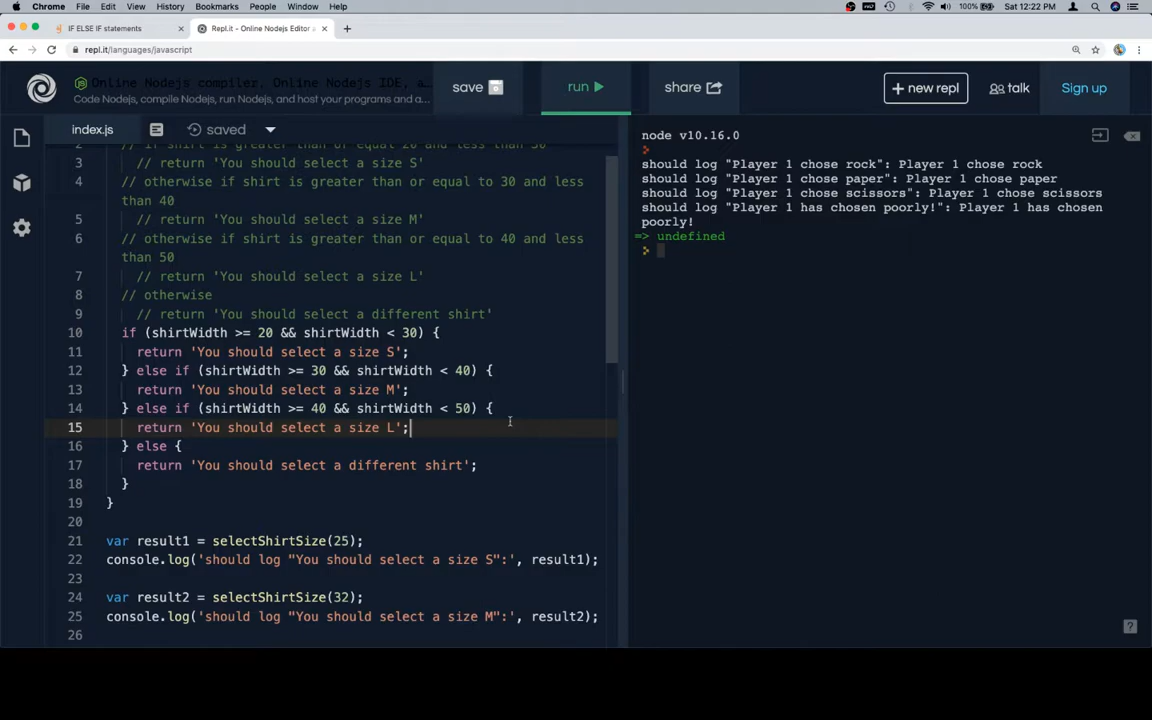 Chrome File Edit View History Bookmarks People Window Help 100% Sat 12:22 PM
IF ELSE IF statements
Repl.it - Online Nodejs Editor a
repl.it/languages/javascript
Online Nodejs compiler, Online Nodejs IDE, a…
Code Nodejs, compile Nodejs, run Nodejs, and host your programs and a…
save run share + new repl talk Sign up
index.js saved
2 // if shirt is greater than or equal to 20 and less than 30
3 // return 'You should select a size S'
4 // otherwise if shirt is greater than or equal to 30 and less
than 40
5 // return 'You should select a size M'
6 // otherwise if shirt is greater than or equal to 40 and less
than 50
7 // return 'You should select a size L'
8 // otherwise
9 // return 'You should select a different shirt'
10 if (shirtWidth >= 20 && shirtWidth < 30) {
11 return 'You should select a size S';
12 } else if (shirtWidth >= 30 && shirtWidth < 40) {
13 return 'You should select a size M';
14 } else if (shirtWidth >= 40 && shirtWidth < 50) {
15 return 'You should select a size L';
16 } else {
17 return 'You should select a different shirt';
18 }
19 }
20
21 var result1 = selectShirtSize(25);
22 console.log('should log "You should select a size S":', result1);
23
24 var result2 = selectShirtSize(32);
25 console.log('should log "You should select a size M":', result2);
26
node v10.16.0
should log "Player 1 chose rock": Player 1 chose rock
should log "Player 1 chose paper": Player 1 chose paper
should log "Player 1 chose scissors": Player 1 chose scissors
should log "Player 1 has chosen poorly!": Player 1 has chosen
poorly!
=> undefined